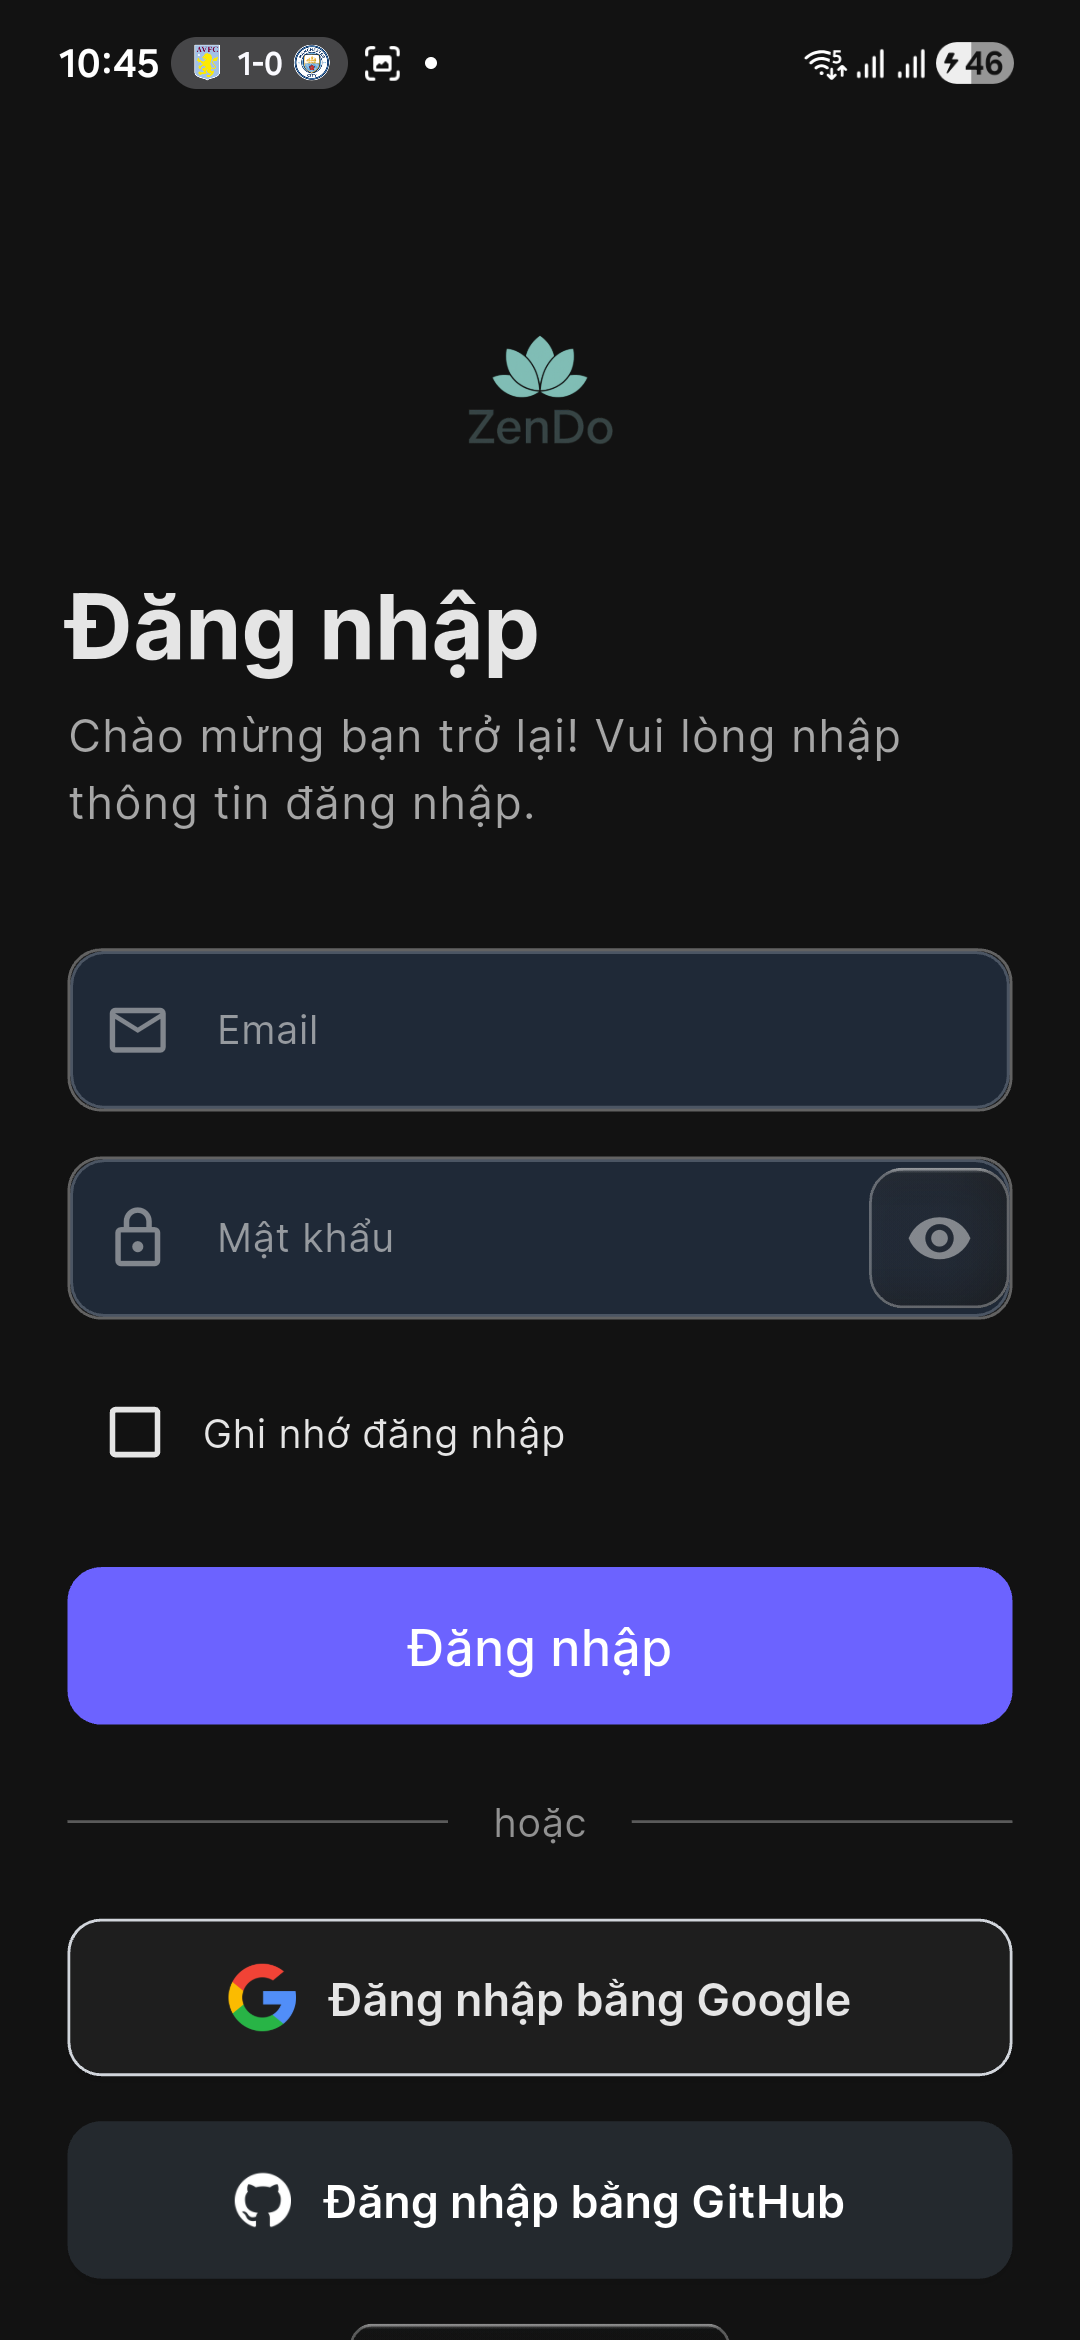 10:45 AVFC 1-0 5 46
ZenDo
Đăng nhập
Chào mừng bạn trở lại! Vui lòng nhập
thông tin đăng nhập.
Email
Mật khẩu
Ghi nhớ đăng nhập
Đăng nhập
hoặc
Đăng nhập bằng Google
Đăng nhập bằng GitHub